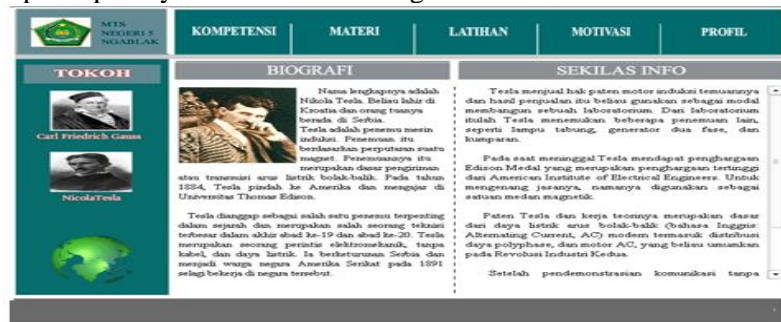 MTS
NEGERI 5
NGABLAK
KOMPETENSI
MATERI
LATIHAN
MOTIVASI
PROFIL
TOKOH
Carl Friedrich Gauss
NicolaTesla
BIOGRAFI
Nama lengkapnya adalah
Nikola Tesla. Beliau lahir di
Kroatia dan orang tuanya
berada di Serbia.
Tesla adalah penemu mesin
induksi. Penemuan itu
berdasarkan perputaran suatu
magnet. Penemuannya itu
merupakan dasar pengiriman
atau transmisi arus listrik bolak-balik. Pada tahun
1884, Tesla pindah ke Amerika dan mengajar di
Universitas Thomas Edison.
Tesla dianggap sebagai salah satu penemu terpenting
dalam sejarah dan merupakan salah seorang teknisi
terbesar dalam akhir abad ke-19 dan abad ke-20. Tesla
merupakan seorang perintis elektromekanik, tanpa
kabel, dan daya listrik. Ia berketurunan Serbia dan
menjadi warga negara Amerika Serikat pada 1891
selagi bekerja di negara tersebut.
SEKILAS INFO
Tesla menjual hak paten motor induksi temuannya
dan hasil penjualan itu beliau gunakan sebagai modal
membangun sebuah laboratorium. Dari laboratorium
itulah Tesla menemukan beberapa penemuan lain,
seperti lampu tabung, generator dua fase, dan
kumparan.
Pada saat meninggal Tesla mendapat penghargaan
Edison Medal yang merupakan penghargaan tertinggi
dari American Institute of Electrical Engineers. Untuk
mengenang jasanya, namanya digunakan sebagai
satuan medan magnetik.
Paten Tesla dan kerja teorinya merupakan dasar
dari daya listrik arus bolak-balik (bahasa Inggris:
Alternating Current, AC) modern termasuk distribusi
daya polyphase, dan motor AC, yang beliau umumkan
pada Revolusi Industri Kedua.
Setelah pendemonstrasian komunikasi tanpa